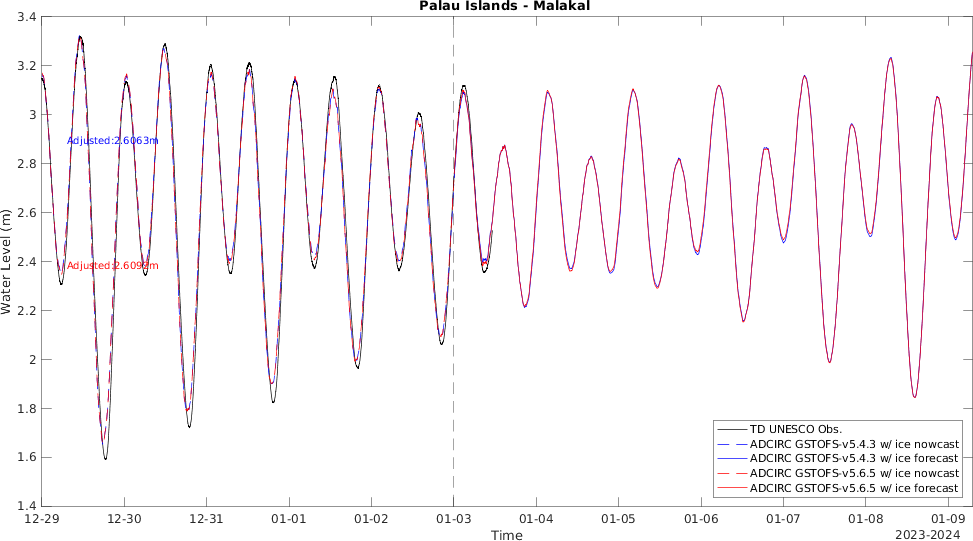 Palau Islands - Malakal
3.4
3.2
3
2.8
2.6
2.4
2.2
2
1.8
1.6
1.4
Water Level (m)
Adjusted:2.6063m
Adjusted:2.6092m
TD UNESCO Obs.
ADCIRC GSTOFS-v5.4.3 w/ ice nowcast
ADCIRC GSTOFS-v5.4.3 w/ ice forecast
ADCIRC GSTOFS-v5.6.5 w/ ice nowcast
ADCIRC GSTOFS-v5.6.5 w/ ice forecast
12-29 12-30 12-31 01-01 01-02 01-03 01-04 01-05 01-06 01-07 01-08 01-09
Time
2023-2024